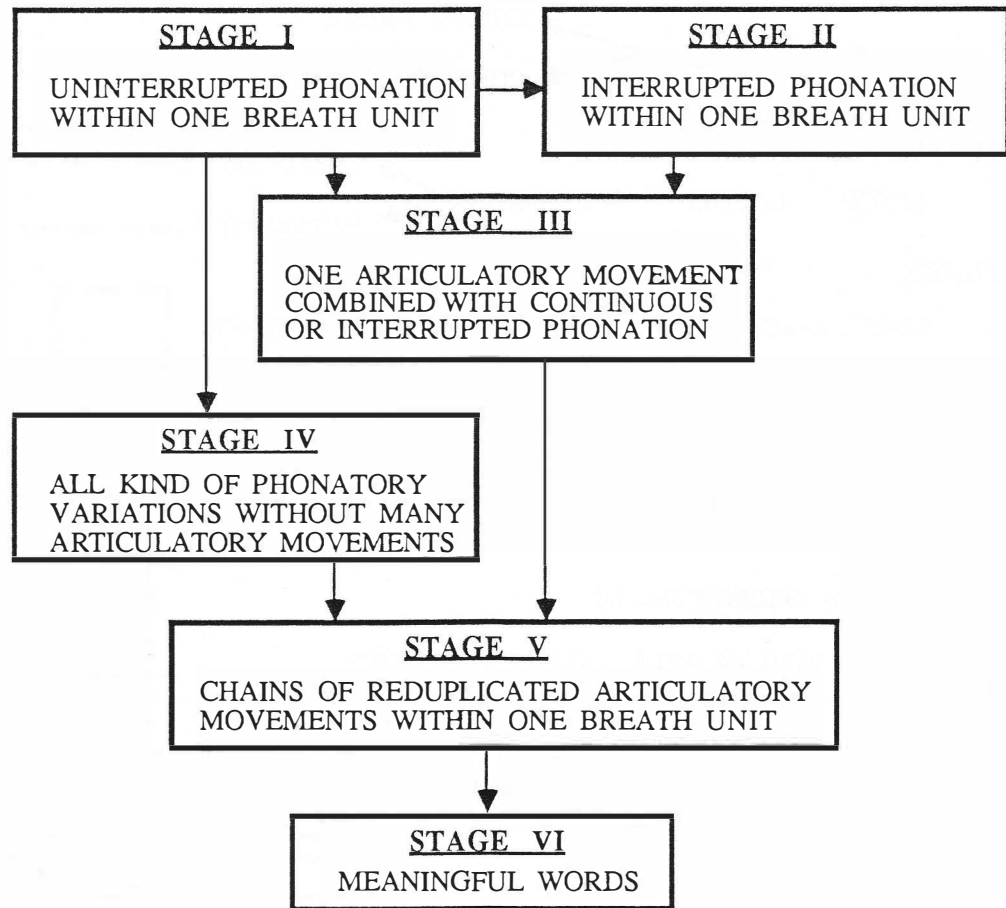 STAGE I
UNINTERRUPTED PHONATION
WITHIN ONE BREATH UNIT
STAGE II
INTERRUPTED PHONATION
WITHIN ONE BREATH UNIT
STAGE III
ONE ARTICULATORY MOVEMENT
COMBINED WITH CONTINUOUS
OR INTERRUPTED PHONATION
STAGE IV
ALL KIND OF PHONATORY
VARIATIONS WITHOUT MANY
ARTICULATORY MOVEMENTS
STAGE V
CHAINS OF REDUPLICATED ARTICULATORY
MOVEMENTS WITHIN ONE BREATH UNIT
STAGE VI
MEANINGFUL WORDS